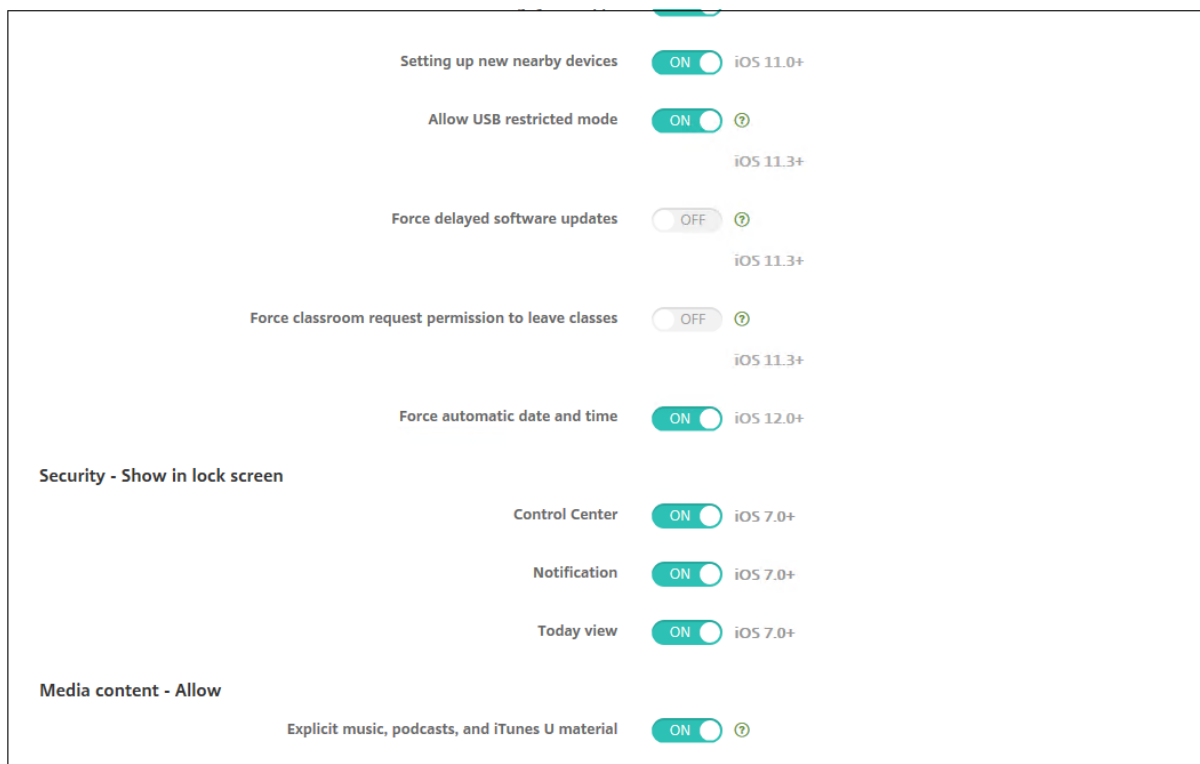 Setting up new nearby devices ON iOS 11.0+
Allow USB restricted mode ON ?
iOS 11.3+
Force delayed software updates OFF ?
iOS 11.3+
Force classroom request permission to leave classes OFF ?
iOS 11.3+
Force automatic date and time ON iOS 12.0+
Security - Show in lock screen
Control Center ON iOS 7.0+
Notification ON iOS 7.0+
Today view ON iOS 7.0+
Media content - Allow
Explicit music, podcasts, and iTunes U material ON ?